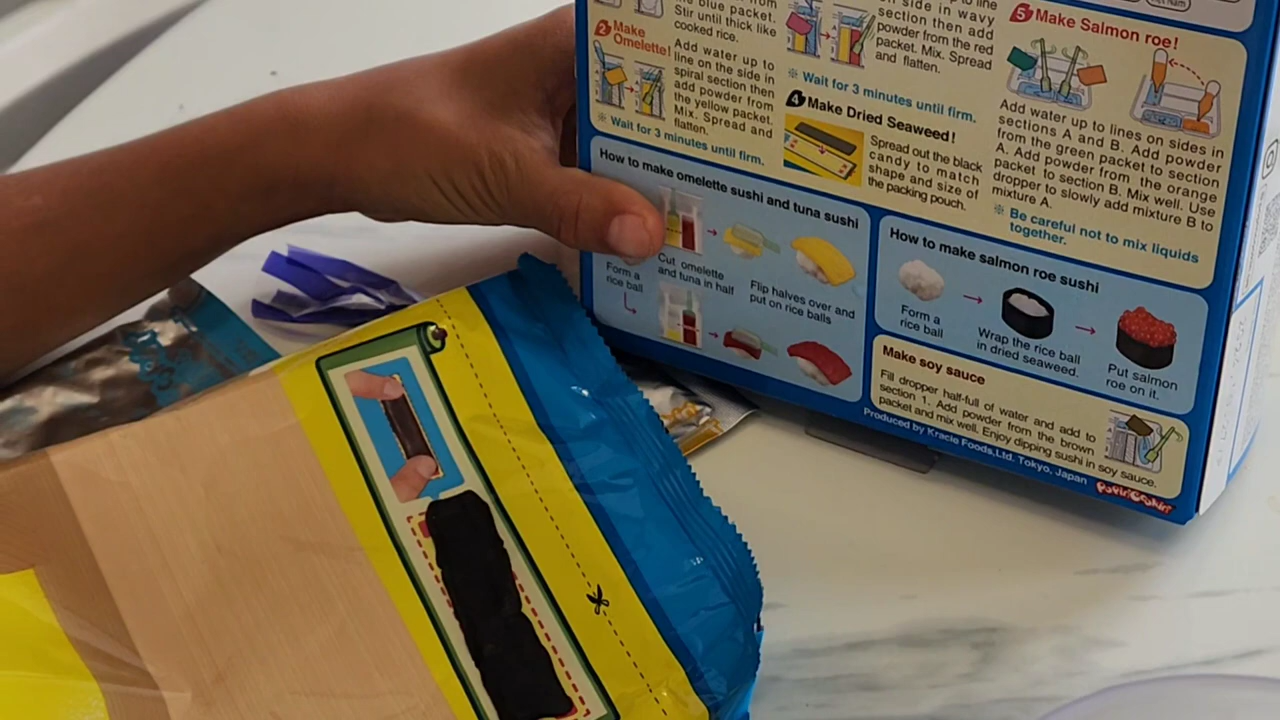 the blue packet.
Stir until thick like
cooked rice.
2 Make
Omelette!
Add water up to
line on the side in
spiral section then
add powder from
the yellow packet.
Mix. Spread and
flatten.
※ Wait for 3 minutes until firm.
on side in wavy
section then add
powder from the red
packet. Mix. Spread
and flatten.
※ Wait for 3 minutes until firm.
4 Make Dried Seaweed!
Spread out the black
candy to match
shape and size of
the packing pouch.
5 Make Salmon roe!
Add water up to lines on sides in
sections A and B. Add powder
from the green packet to section
A. Add powder from the orange
packet to section B. Mix well. Use
dropper to slowly add mixture B to
mixture A.
※ Be careful not to mix liquids
together.
How to make omelette sushi and tuna sushi
Form a
rice ball
Cut omelette
and tuna in half
Flip halves over and
put on rice balls
How to make salmon roe sushi
Form a
rice ball
Wrap the rice ball
in dried seaweed.
Put salmon
roe on it.
Make soy sauce
Fill dropper half-full of water and add to
section 1. Add powder from the brown
packet and mix well. Enjoy dipping sushi in soy sauce.
Produced by Kracie Foods,Ltd. Tokyo, Japan
Popin'Cookin'